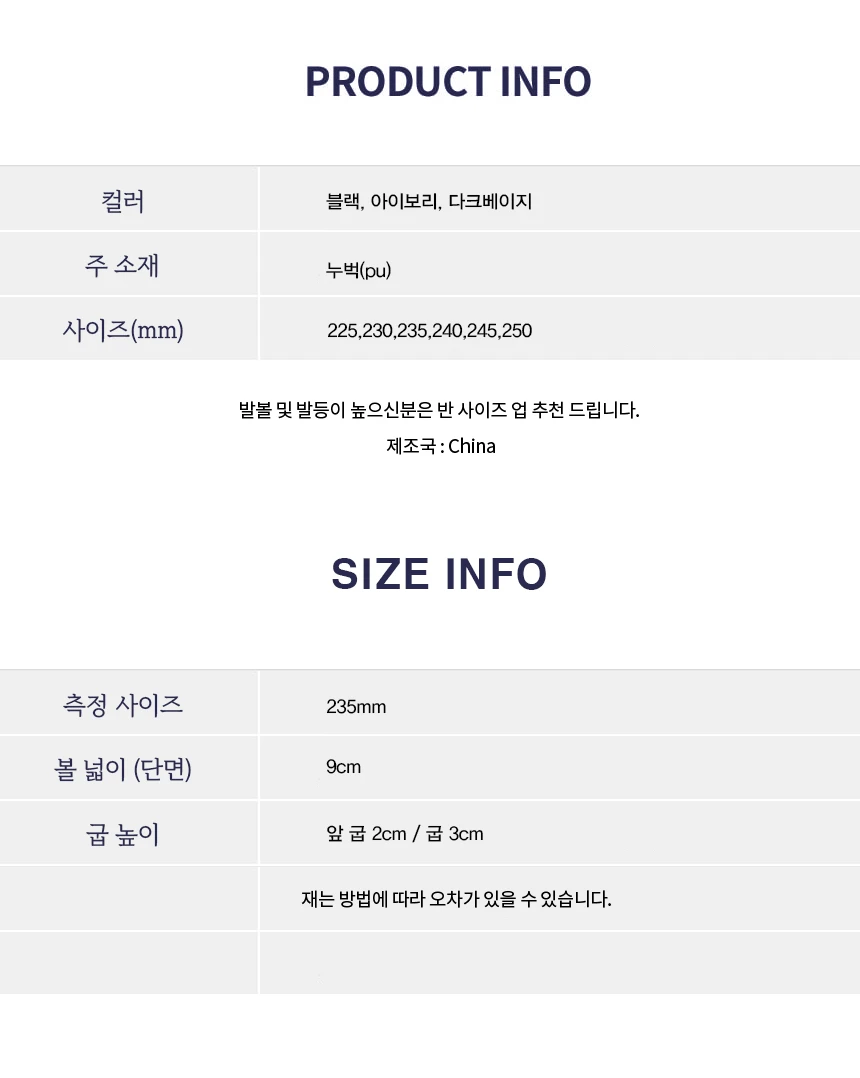 PRODUCT INFO
컬러 블랙, 아이보리, 다크베이지
주 소재 누벅(pu)
사이즈(mm) 225,230,235,240,245,250
발볼 및 발등이 높으신분은 반 사이즈 업 추천 드립니다.
제조국 : China
SIZE INFO
측정 사이즈 235mm
볼 넓이 (단면) 9cm
굽 높이 앞 굽 2cm / 굽 3cm
재는 방법에 따라 오차가 있을 수 있습니다.